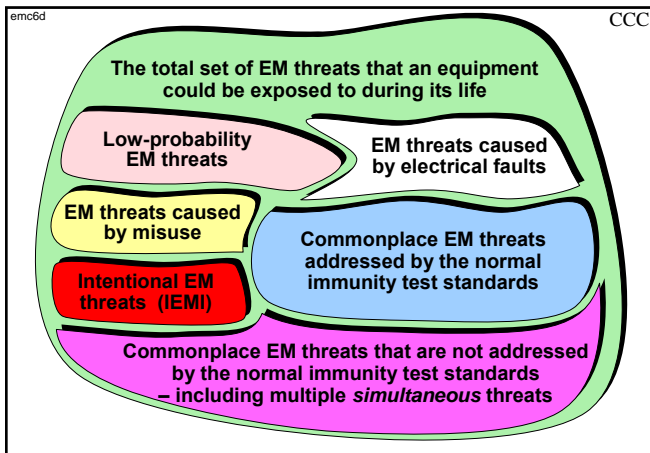 emc6d
CCC
The total set of EM threats that an equipment
could be exposed to during its life
Low-probability
EM threats
EM threats caused
by electrical faults
EM threats caused
by misuse
Commonplace EM threats
addressed by the normal
immunity test standards
Intentional EM
threats (IEMI)
Commonplace EM threats that are not addressed
by the normal immunity test standards
– including multiple simultaneous threats